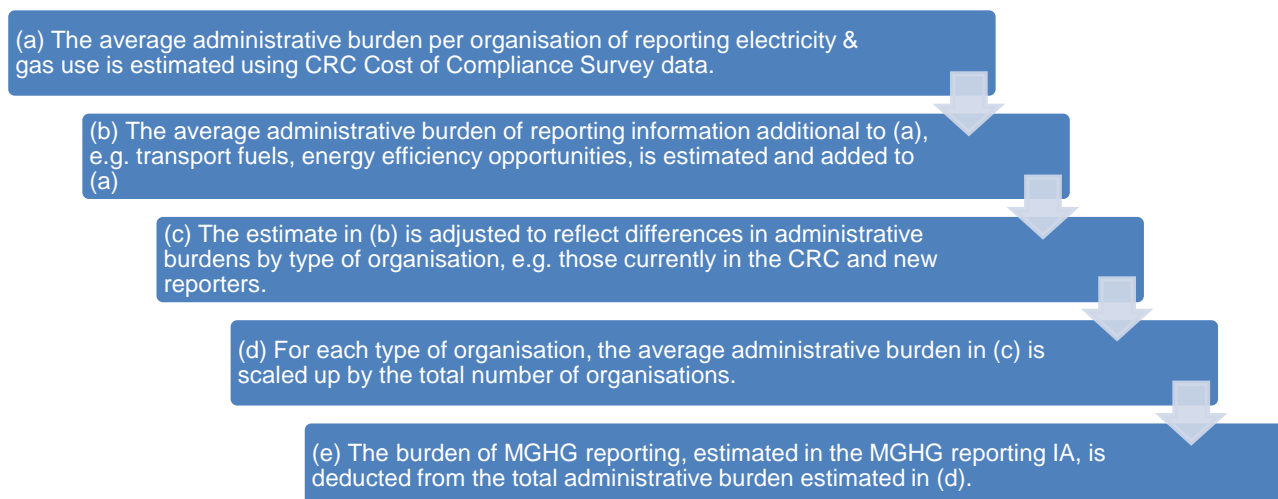 (a) The average administrative burden per organisation of reporting electricity &
gas use is estimated using CRC Cost of Compliance Survey data.
(b) The average administrative burden of reporting information additional to (a),
e.g. transport fuels, energy efficiency opportunities, is estimated and added to
(a)
(c) The estimate in (b) is adjusted to reflect differences in administrative
burdens by type of organisation, e.g. those currently in the CRC and new
reporters.
(d) For each type of organisation, the average administrative burden in (c) is
scaled up by the total number of organisations.
(e) The burden of MGHG reporting, estimated in the MGHG reporting IA, is
deducted from the total administrative burden estimated in (d).